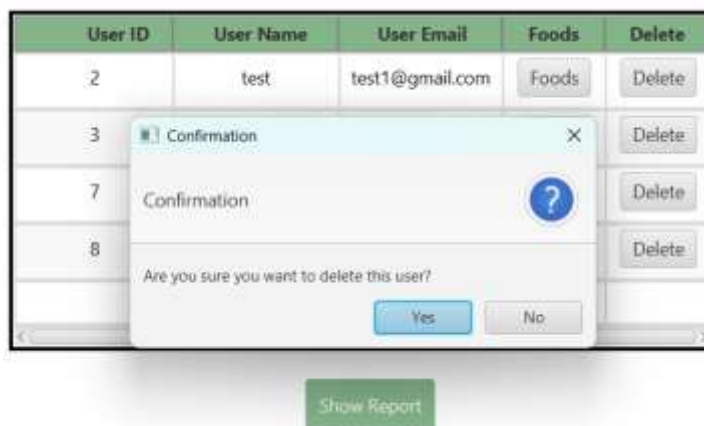 User ID User Name User Email Foods Delete
2 test test1@gmail.com Foods Delete
3 Delete
Confirmation
7 Delete
Confirmation
8 Delete
Are you sure you want to delete this user?
Yes No
Show Report